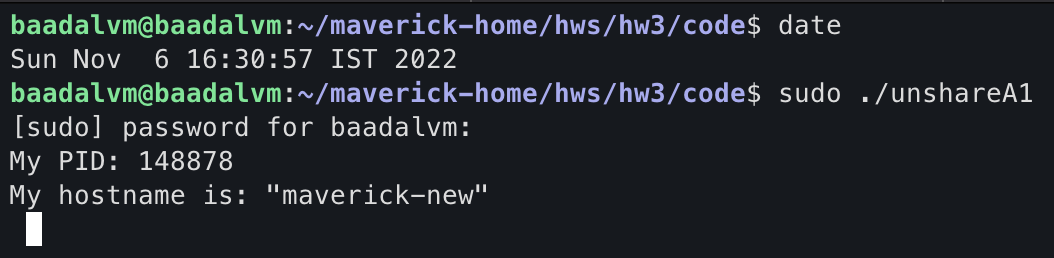 baadalvm@baadalvm:~/maverick-home/hws/hw3/code$ date
Sun Nov  6 16:30:57 IST 2022
baadalvm@baadalvm:~/maverick-home/hws/hw3/code$ sudo ./unshareA1
[sudo] password for baadalvm:
My PID: 148878
My hostname is: "maverick-new"